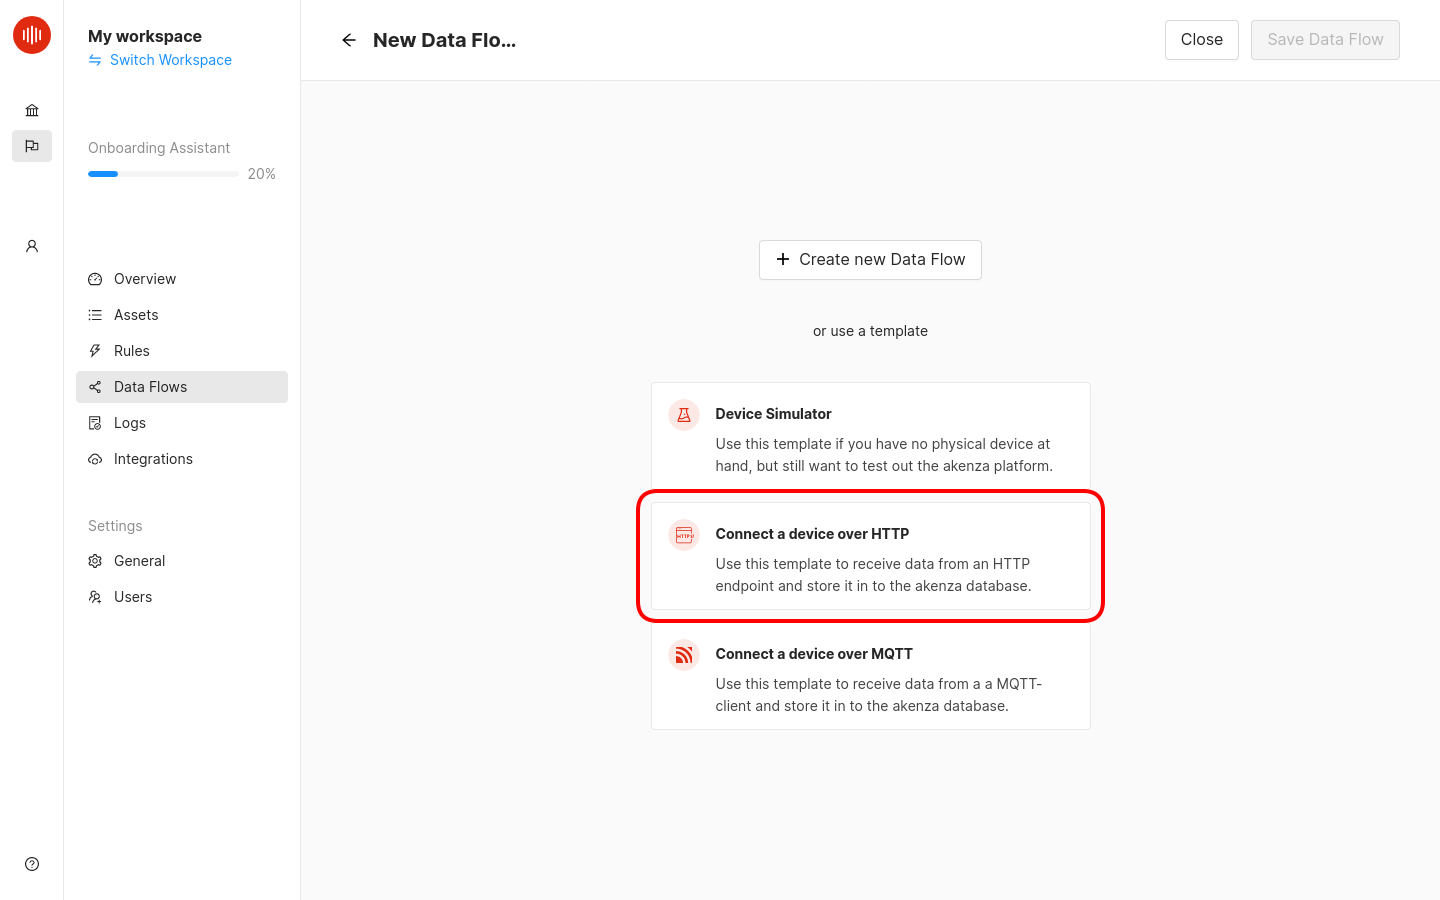 My workspace
Switch Workspace
Onboarding Assistant
20%
Overview
Assets
Rules
Data Flows
Logs
Integrations
Settings
General
Users
New Data Flo...
Close
Save Data Flow
Create new Data Flow
or use a template
Device Simulator
Use this template if you have no physical device at
hand, but still want to test out the akenza platform.
HTTP://
Connect a device over HTTP
Use this template to receive data from an HTTP
endpoint and store it in to the akenza database.
Connect a device over MQTT
Use this template to receive data from a a MQTT-
client and store it in to the akenza database.